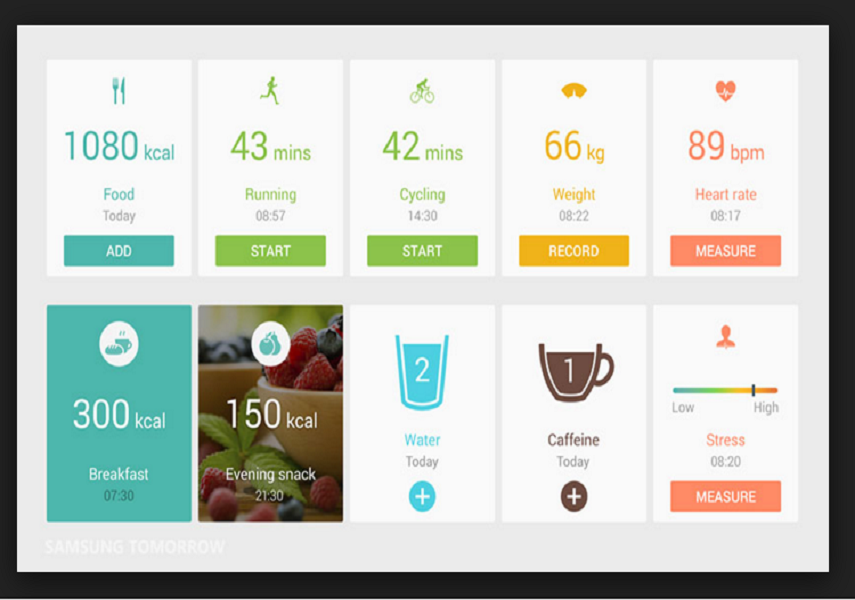 1080 kcal
Food
Today
ADD
43 mins
Running
08:57
START
42 mins
Cycling
14:30
START
66 kg
Weight
08:22
RECORD
89 bpm
Heart rate
08:17
MEASURE
300 kcal
Breakfast
07:30
150 kcal
Evening snack
21:30
2
Water
Today
1
Caffeine
Today
Low High
Stress
08:20
MEASURE
SAMSUNG TOMORROW